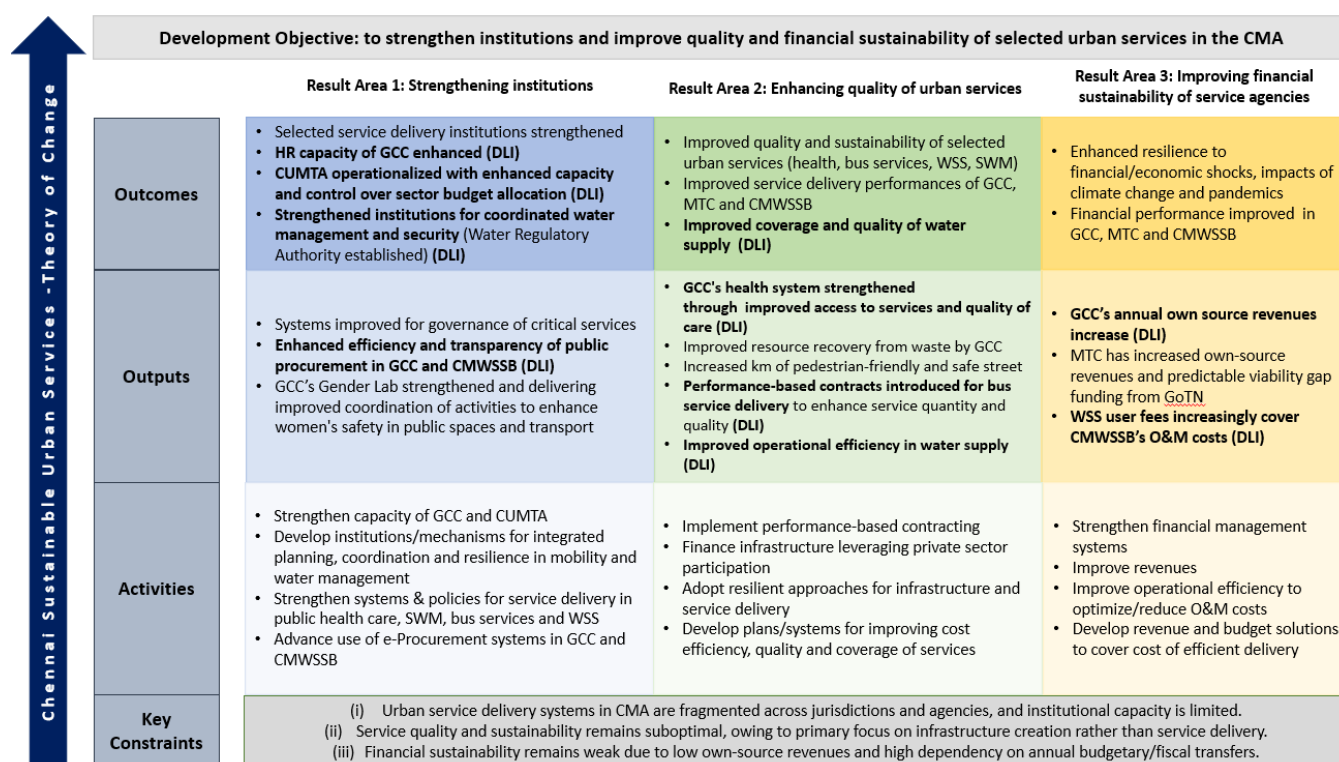 Chennai Sustainable Urban Services -Theory of Change
Development Objective: to strengthen institutions and improve quality and financial sustainability of selected urban services in the CMA
Result Area 1: Strengthening institutions
Result Area 2: Enhancing quality of urban services
Result Area 3: Improving financial
sustainability of service agencies
Outcomes
• Selected service delivery institutions strengthened
• HR capacity of GCC enhanced (DLI)
• CUMTA operationalized with enhanced capacity
and control over sector budget allocation (DLI)
• Strengthened institutions for coordinated water
management and security (Water Regulatory
Authority established) (DLI)
• Improved quality and sustainability of selected
urban services (health, bus services, WSS, SWM)
• Improved service delivery performances of GCC,
MTC and CMWSSB
• Improved coverage and quality of water
supply (DLI)
• Enhanced resilience to
financial/economic shocks, impacts of
climate change and pandemics
• Financial performance improved in
GCC, MTC and CMWSSB
Outputs
• Systems improved for governance of critical services
• Enhanced efficiency and transparency of public
procurement in GCC and CMWSSB (DLI)
• GCC's Gender Lab strengthened and delivering
improved coordination of activities to enhance
women's safety in public spaces and transport
• GCC's health system strengthened
through improved access to services and quality of
care (DLI)
• Improved resource recovery from waste by GCC
• Increased km of pedestrian-friendly and safe street
• Performance-based contracts introduced for bus
service delivery to enhance service quantity and
quality (DLI)
• Improved operational efficiency in water supply
(DLI)
• GCC's annual own source revenues
increase (DLI)
• MTC has increased own-source
revenues and predictable viability gap
funding from GoTN
• WSS user fees increasingly cover
CMWSSB's O&M costs (DLI)
Activities
• Strengthen capacity of GCC and CUMTA
• Develop institutions/mechanisms for integrated
planning, coordination and resilience in mobility and
water management
• Strengthen systems & policies for service delivery in
public health care, SWM, bus services and WSS
• Advance use of e-Procurement systems in GCC and
CMWSSB
• Implement performance-based contracting
• Finance infrastructure leveraging private sector
participation
• Adopt resilient approaches for infrastructure and
service delivery
• Develop plans/systems for improving cost
efficiency, quality and coverage of services
• Strengthen financial management
systems
• Improve revenues
• Improve operational efficiency to
optimize/reduce O&M costs
• Develop revenue and budget solutions
to cover cost of efficient delivery
Key
Constraints
(i) Urban service delivery systems in CMA are fragmented across jurisdictions and agencies, and institutional capacity is limited.
(ii) Service quality and sustainability remains suboptimal, owing to primary focus on infrastructure creation rather than service delivery.
(iii) Financial sustainability remains weak due to low own-source revenues and high dependency on annual budgetary/fiscal transfers.